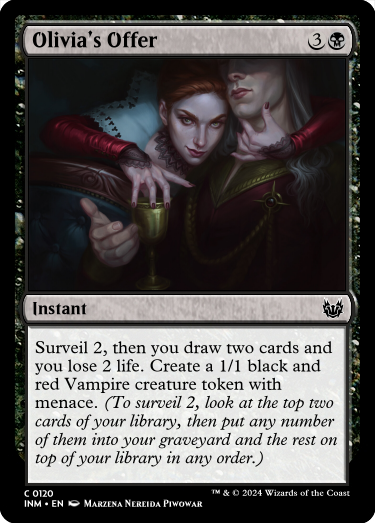 Olivia's Offer 3
Instant
Surveil 2, then you draw two cards and
you lose 2 life. Create a 1/1 black and
red Vampire creature token with
menace. (To surveil 2, look at the top two
cards of your library, then put any number
of them into your graveyard and the rest on
top of your library in any order.)
C 0120
INM • EN Marzena Nereida Piwowar
™ & © 2024 Wizards of the Coast